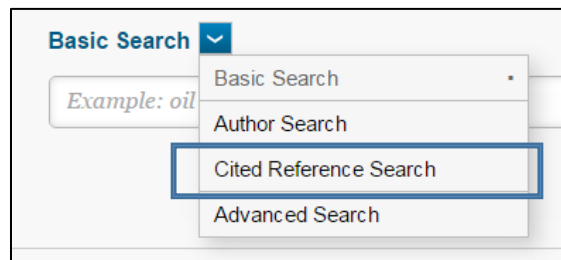 Basic Search
Basic Search
Example: oil
Author Search
Cited Reference Search
Advanced Search